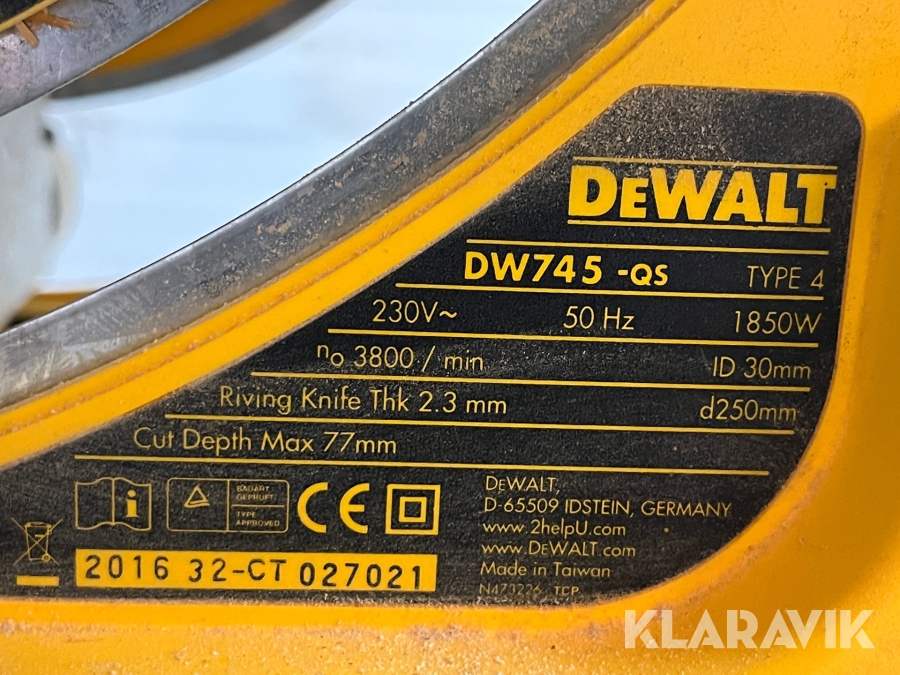 DEWALT
DW745 -QS TYPE 4
230V~ 50 Hz 1850W
n₀ 3800 / min ID 30mm
Riving Knife Thk 2.3 mm d250mm
Cut Depth Max 77mm
BAUART
GEPRÜFT
TYPE
APPROVED
CE
DEWALT,
D-65509 IDSTEIN, GERMANY
www.2helpU.com
www.DEWALT.com
Made in Taiwan
N473226 TCP
2016 32-CT 027021
KLARAVIK